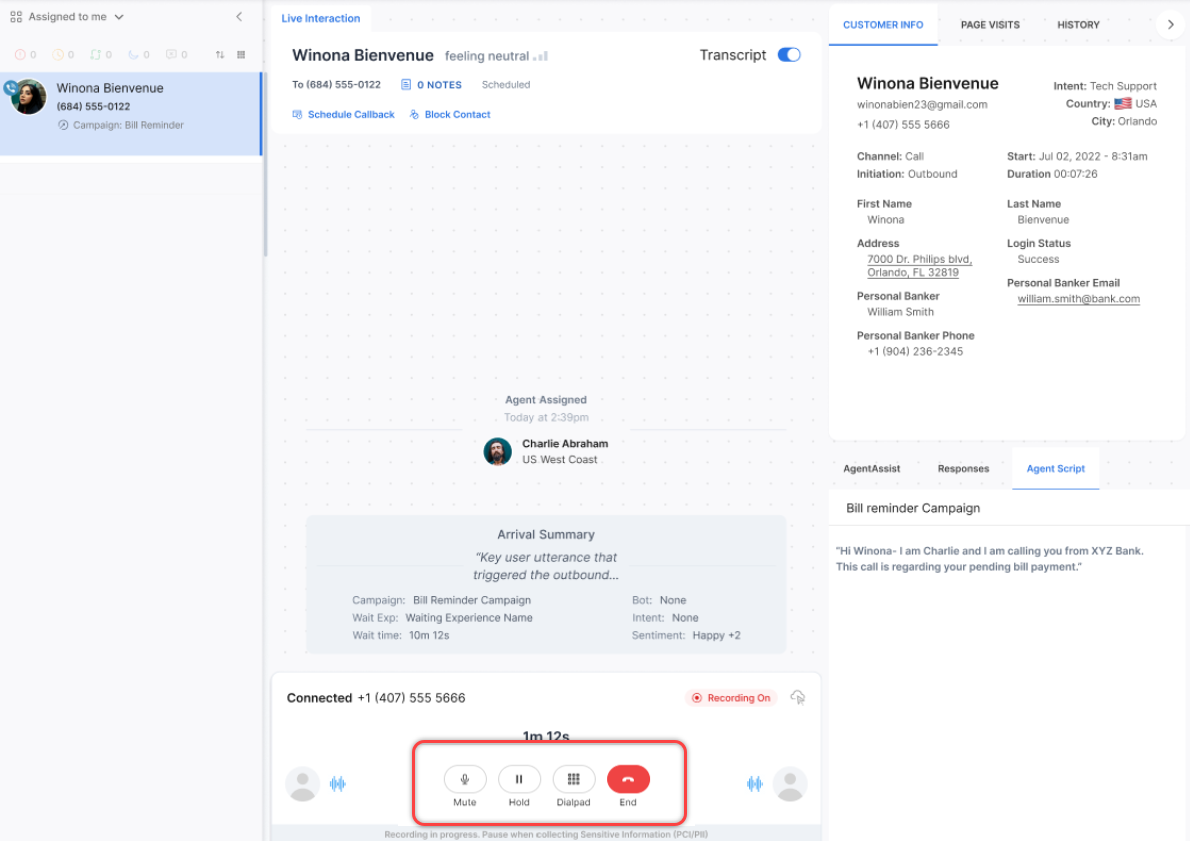 Assigned to me
0 0 0 0 0
Winona Bienvenue
(684) 555-0122
Campaign: Bill Reminder
Live Interaction
Winona Bienvenue feeling neutral
Transcript
To (684) 555-0122 0 NOTES Scheduled
Schedule Callback Block Contact
Agent Assigned
Today at 2:39pm
Charlie Abraham
US West Coast
Arrival Summary
“Key user utterance that
triggered the outbound...
Campaign: Bill Reminder Campaign Bot: None
Wait Exp: Waiting Experience Name Intent: None
Wait time: 10m 12s Sentiment: Happy +2
Connected +1 (407) 555 5666 Recording On
1m 12s
Mute Hold Dialpad End
Recording in progress. Pause when collecting Sensitive Information (PCI/PII)
CUSTOMER INFO PAGE VISITS HISTORY
Winona Bienvenue
winonabien23@gmail.com
+1 (407) 555 5666
Intent: Tech Support
Country: USA
City: Orlando
Channel: Call Start: Jul 02, 2022 - 8:31am
Initiation: Outbound Duration 00:07:26
First Name Last Name
Winona Bienvenue
Address Login Status
7000 Dr. Philips blvd, Success
Orlando, FL 32819
Personal Banker Email
Personal Banker william.smith@bank.com
William Smith
Personal Banker Phone
+1 (904) 236-2345
AgentAssist Responses Agent Script
Bill reminder Campaign
“Hi Winona- I am Charlie and I am calling you from XYZ Bank.
This call is regarding your pending bill payment.”